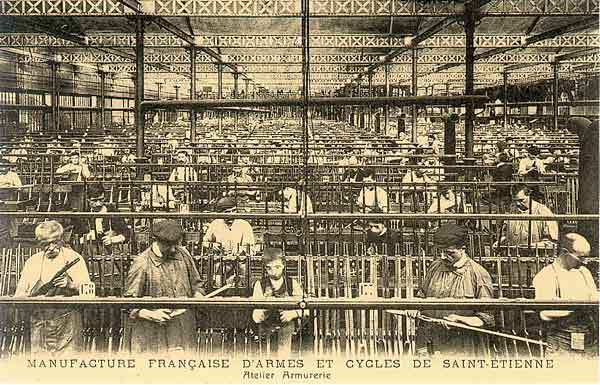 MANUFACTURE FRANÇAISE D'ARMES ET CYCLES DE SAINT-ETIENNE
Atelier Armurerie